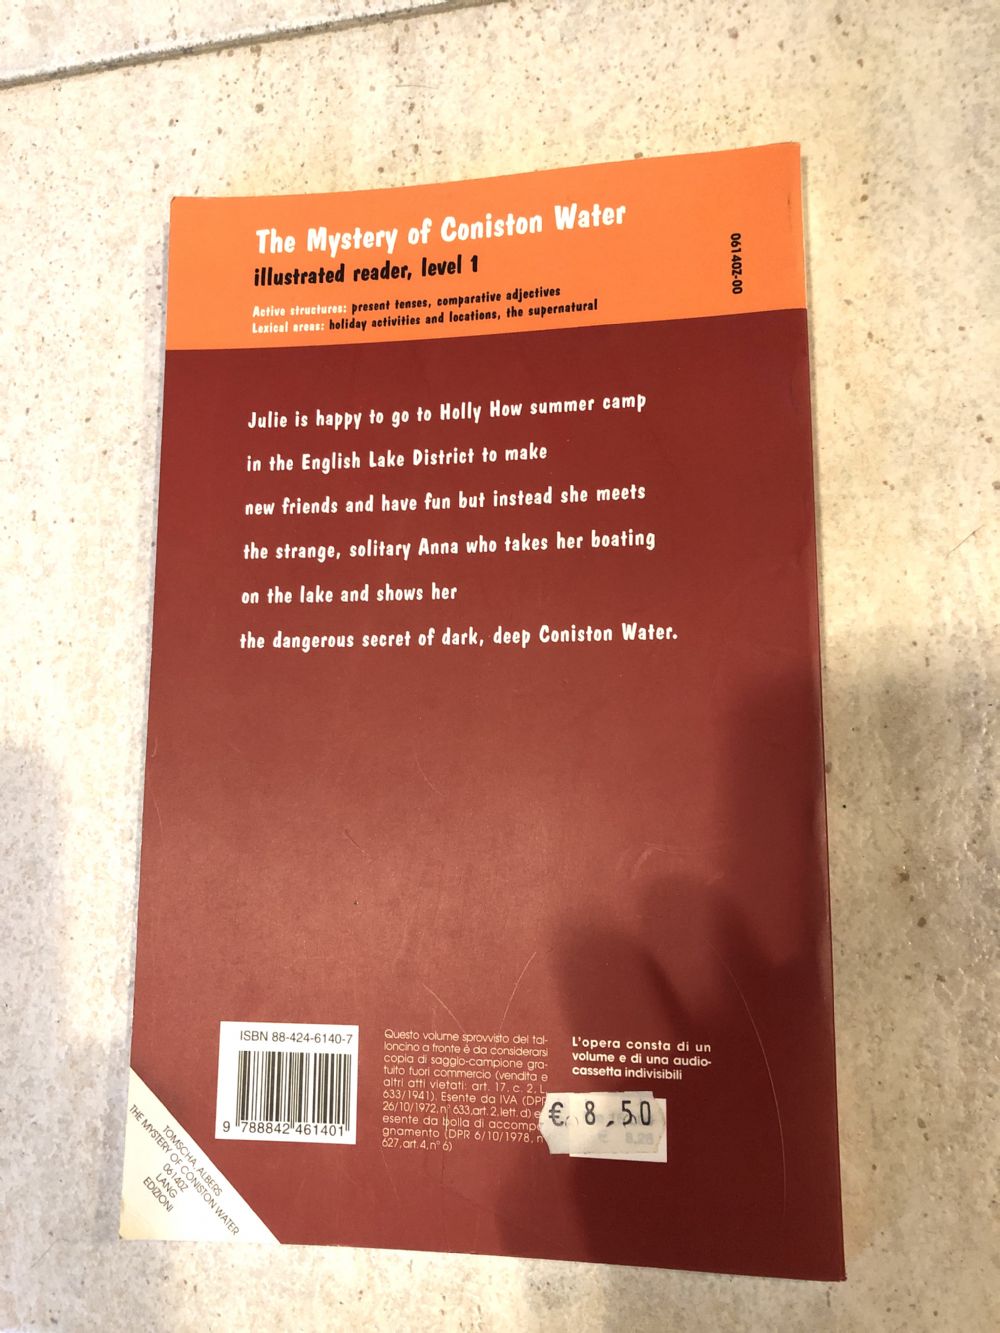 The Mystery of Coniston Water
illustrated reader, level 1
Active structures: present tenses, comparative adjectives
Lexical areas: holiday activities and locations, the supernatural
06140Z-00
Julie is happy to go to Holly How summer camp
in the English Lake District to make
new friends and have fun but instead she meets
the strange, solitary Anna who takes her boating
on the lake and shows her
the dangerous secret of dark, deep Coniston Water.
ISBN 88-424-6140-7
9 788842 461401
Questo volume sprovvisto del tal-
loncino a fronte è da considerarsi
copia di saggio-campione gra-
tuito fuori commercio (vendita e
altri atti vietati: art. 17, c. 2, L.
633/1941). Esente da IVA (DPR
26/10/1972, n° 633, art. 2, lett. d) e
esente da bolla di accompa-
gnamento (DPR 6/10/1978, n
627, art. 4, n° 6)
L'opera consta di un
volume e di una audio-
cassetta indivisibili
€ 8,50
8,26
TOMSCHA, ALBERS
THE MYSTERY OF CONISTON WATER
06140Z
LANG
EDIZIONI